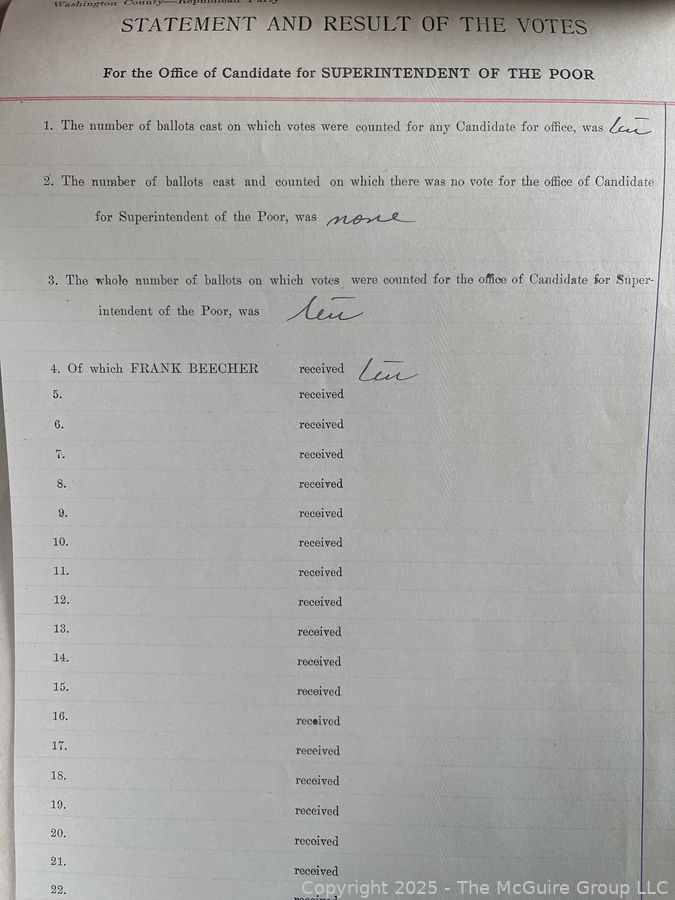 Washington County—Republican Party
STATEMENT AND RESULT OF THE VOTES
For the Office of Candidate for SUPERINTENDENT OF THE POOR
1. The number of ballots cast on which votes were counted for any Candidate for office, was ten
2. The number of ballots cast and counted on which there was no vote for the office of Candidate
for Superintendent of the Poor, was none
3. The whole number of ballots on which votes were counted for the office of Candidate for Super-
intendent of the Poor, was ten
4. Of which FRANK BEECHER received ten
5. received
6. received
7. received
8. received
9. received
10. received
11. received
12. received
13. received
14. received
15. received
16. received
17. received
18. received
19. received
20. received
21. received
22. received
Copyright 2025 - The McGuire Group LLC